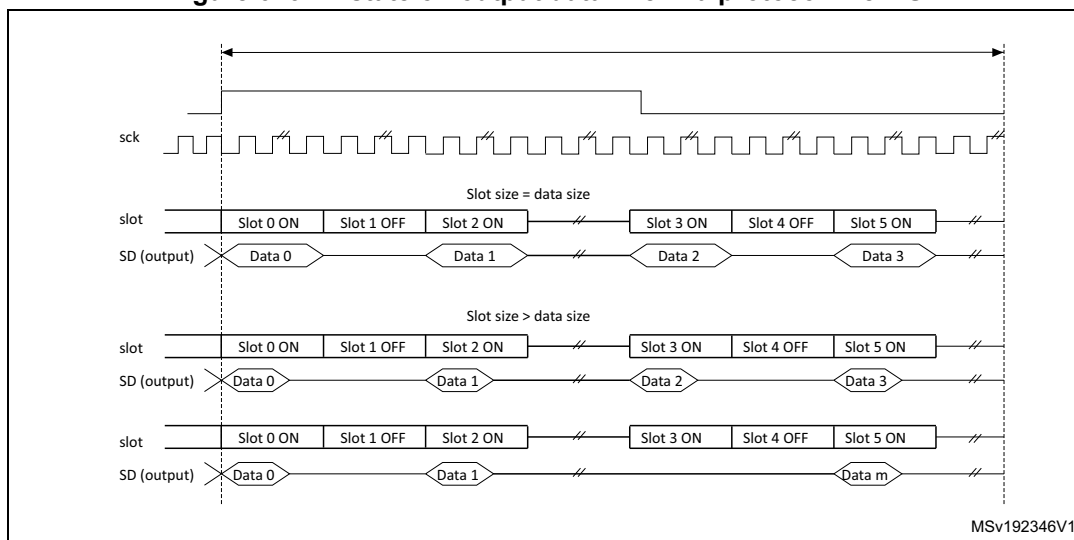 sck
Slot size = data size
slot Slot 0 ON Slot 1 OFF Slot 2 ON Slot 3 ON Slot 4 OFF Slot 5 ON
SD (output) Data 0 Data 1 Data 2 Data 3
Slot size > data size
slot Slot 0 ON Slot 1 OFF Slot 2 ON Slot 3 ON Slot 4 OFF Slot 5 ON
SD (output) Data 0 Data 1 Data 2 Data 3
slot Slot 0 ON Slot 1 OFF Slot 2 ON Slot 3 ON Slot 4 OFF Slot 5 ON
SD (output) Data 0 Data 1 Data m
MSv192346V1